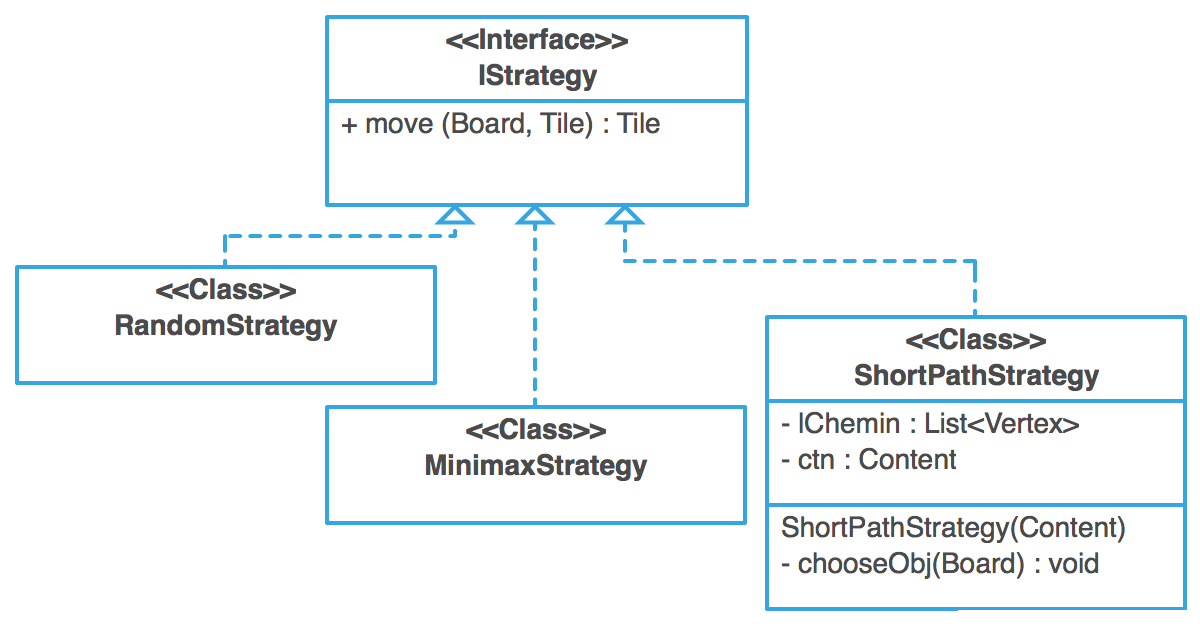 <<Interface>>
IStrategy
+ move (Board, Tile) : Tile
<<Class>>
RandomStrategy
<<Class>>
MinimaxStrategy
<<Class>>
ShortPathStrategy
- lChemin : List<Vertex>
- ctn : Content
ShortPathStrategy(Content)
- chooseObj(Board) : void